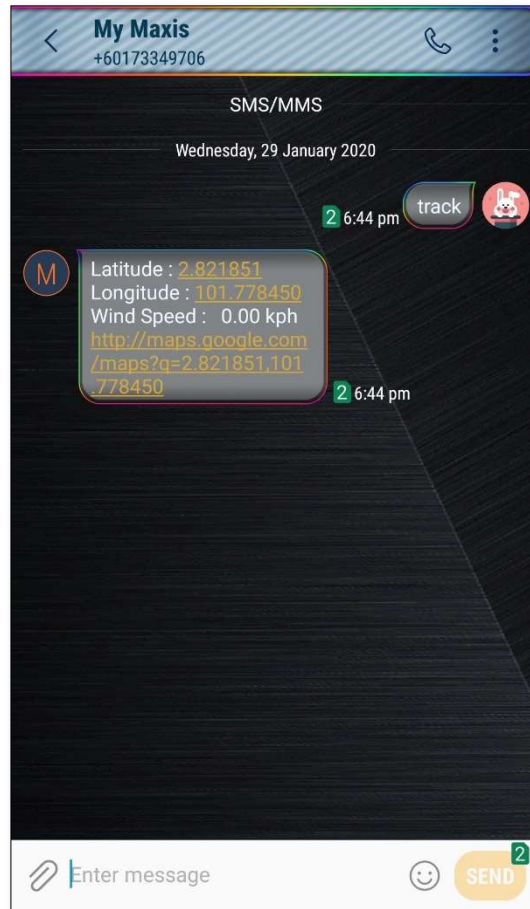 My Maxis
+60173349706
SMS/MMS
Wednesday, 29 January 2020
2 6:44 pm track
M
Latitude : 2.821851
Longitude : 101.778450
Wind Speed :   0.00 kph
http://maps.google.com
/maps?q=2.821851,101
.778450
2 6:44 pm
Enter message
SEND 2